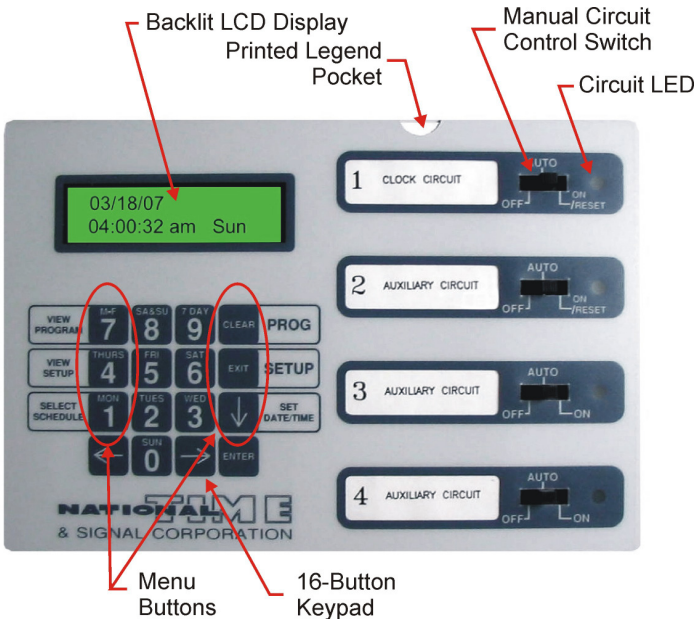 Backlit LCD Display
Printed Legend
Pocket
Manual Circuit
Control Switch
Circuit LED
03/18/07
04:00:32 am Sun
1 CLOCK CIRCUIT
AUTO
OFF
ON
/RESET
2 AUXILIARY CIRCUIT
AUTO
OFF
ON
/RESET
3 AUXILIARY CIRCUIT
AUTO
OFF
ON
4 AUXILIARY CIRCUIT
AUTO
OFF
ON
VIEW
PROGRAM
M-F
7
SA&SU
8
7 DAY
9
CLEAR
PROG
VIEW
SETUP
THURS
4
FRI
5
SAT
6
EXIT
SETUP
SELECT
SCHEDULE
MON
1
TUES
2
WED
3
↓
SET
DATE/TIME
←
SUN
0
→
ENTER
NATIONAL TIME
& SIGNAL CORPORATION
Menu
Buttons
16-Button
Keypad